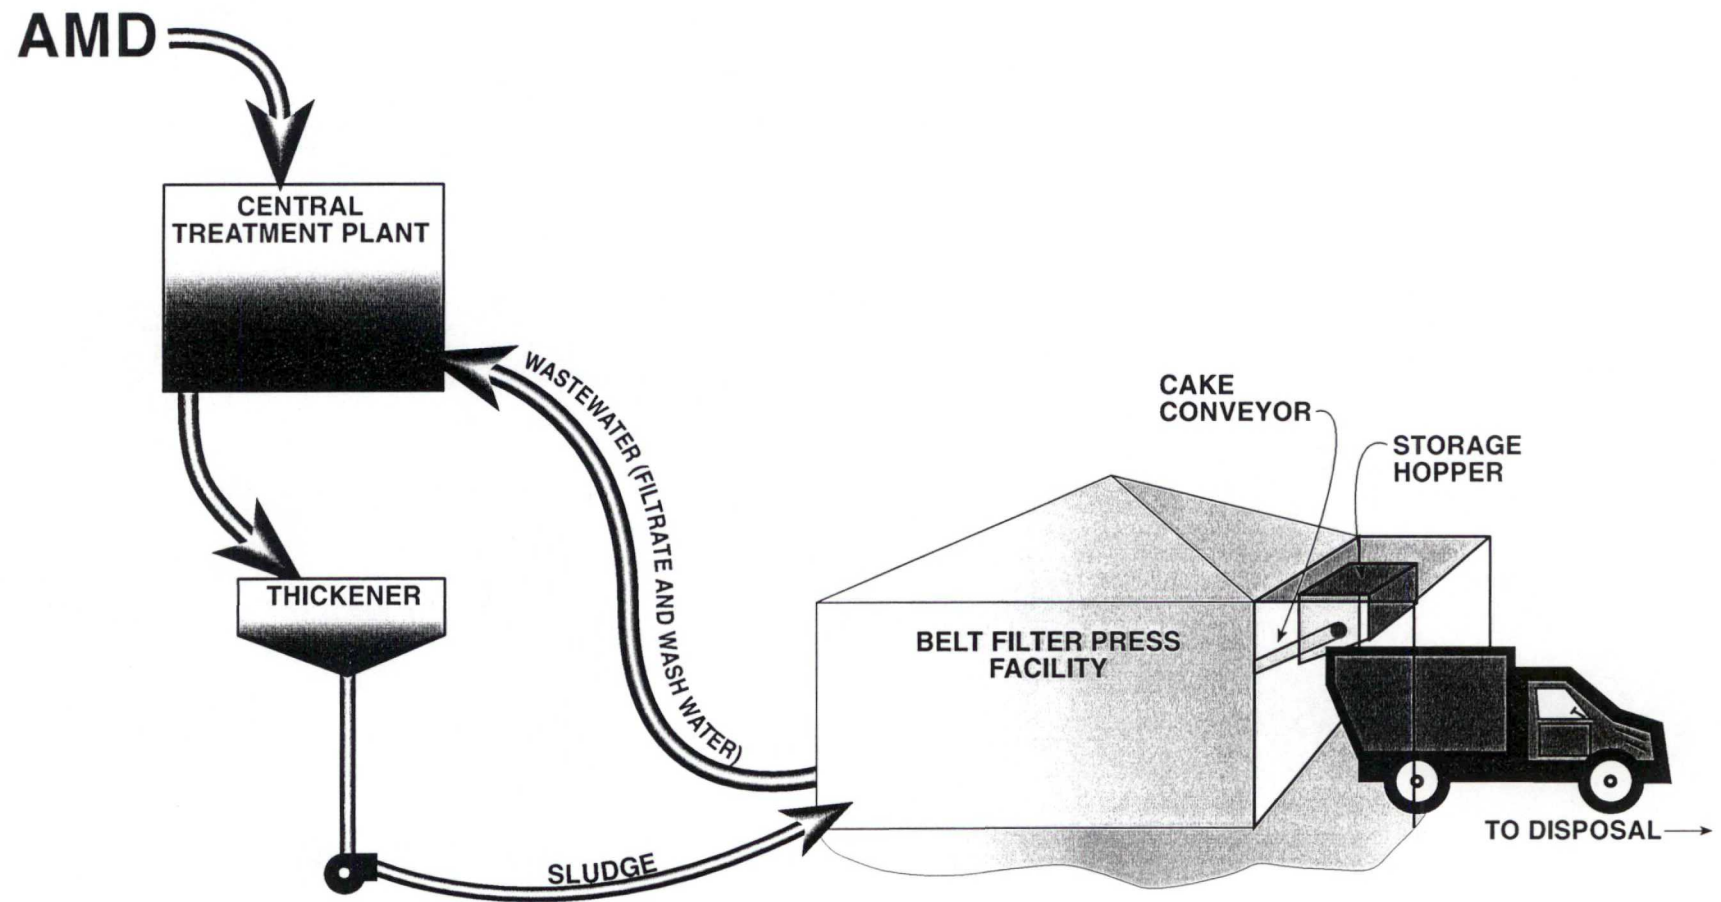 AMD
CENTRAL
TREATMENT PLANT
WASTEWATER (FILTRATE AND WASH WATER)
CAKE
CONVEYOR
STORAGE
HOPPER
THICKENER
BELT FILTER PRESS
FACILITY
SLUDGE
TO DISPOSAL